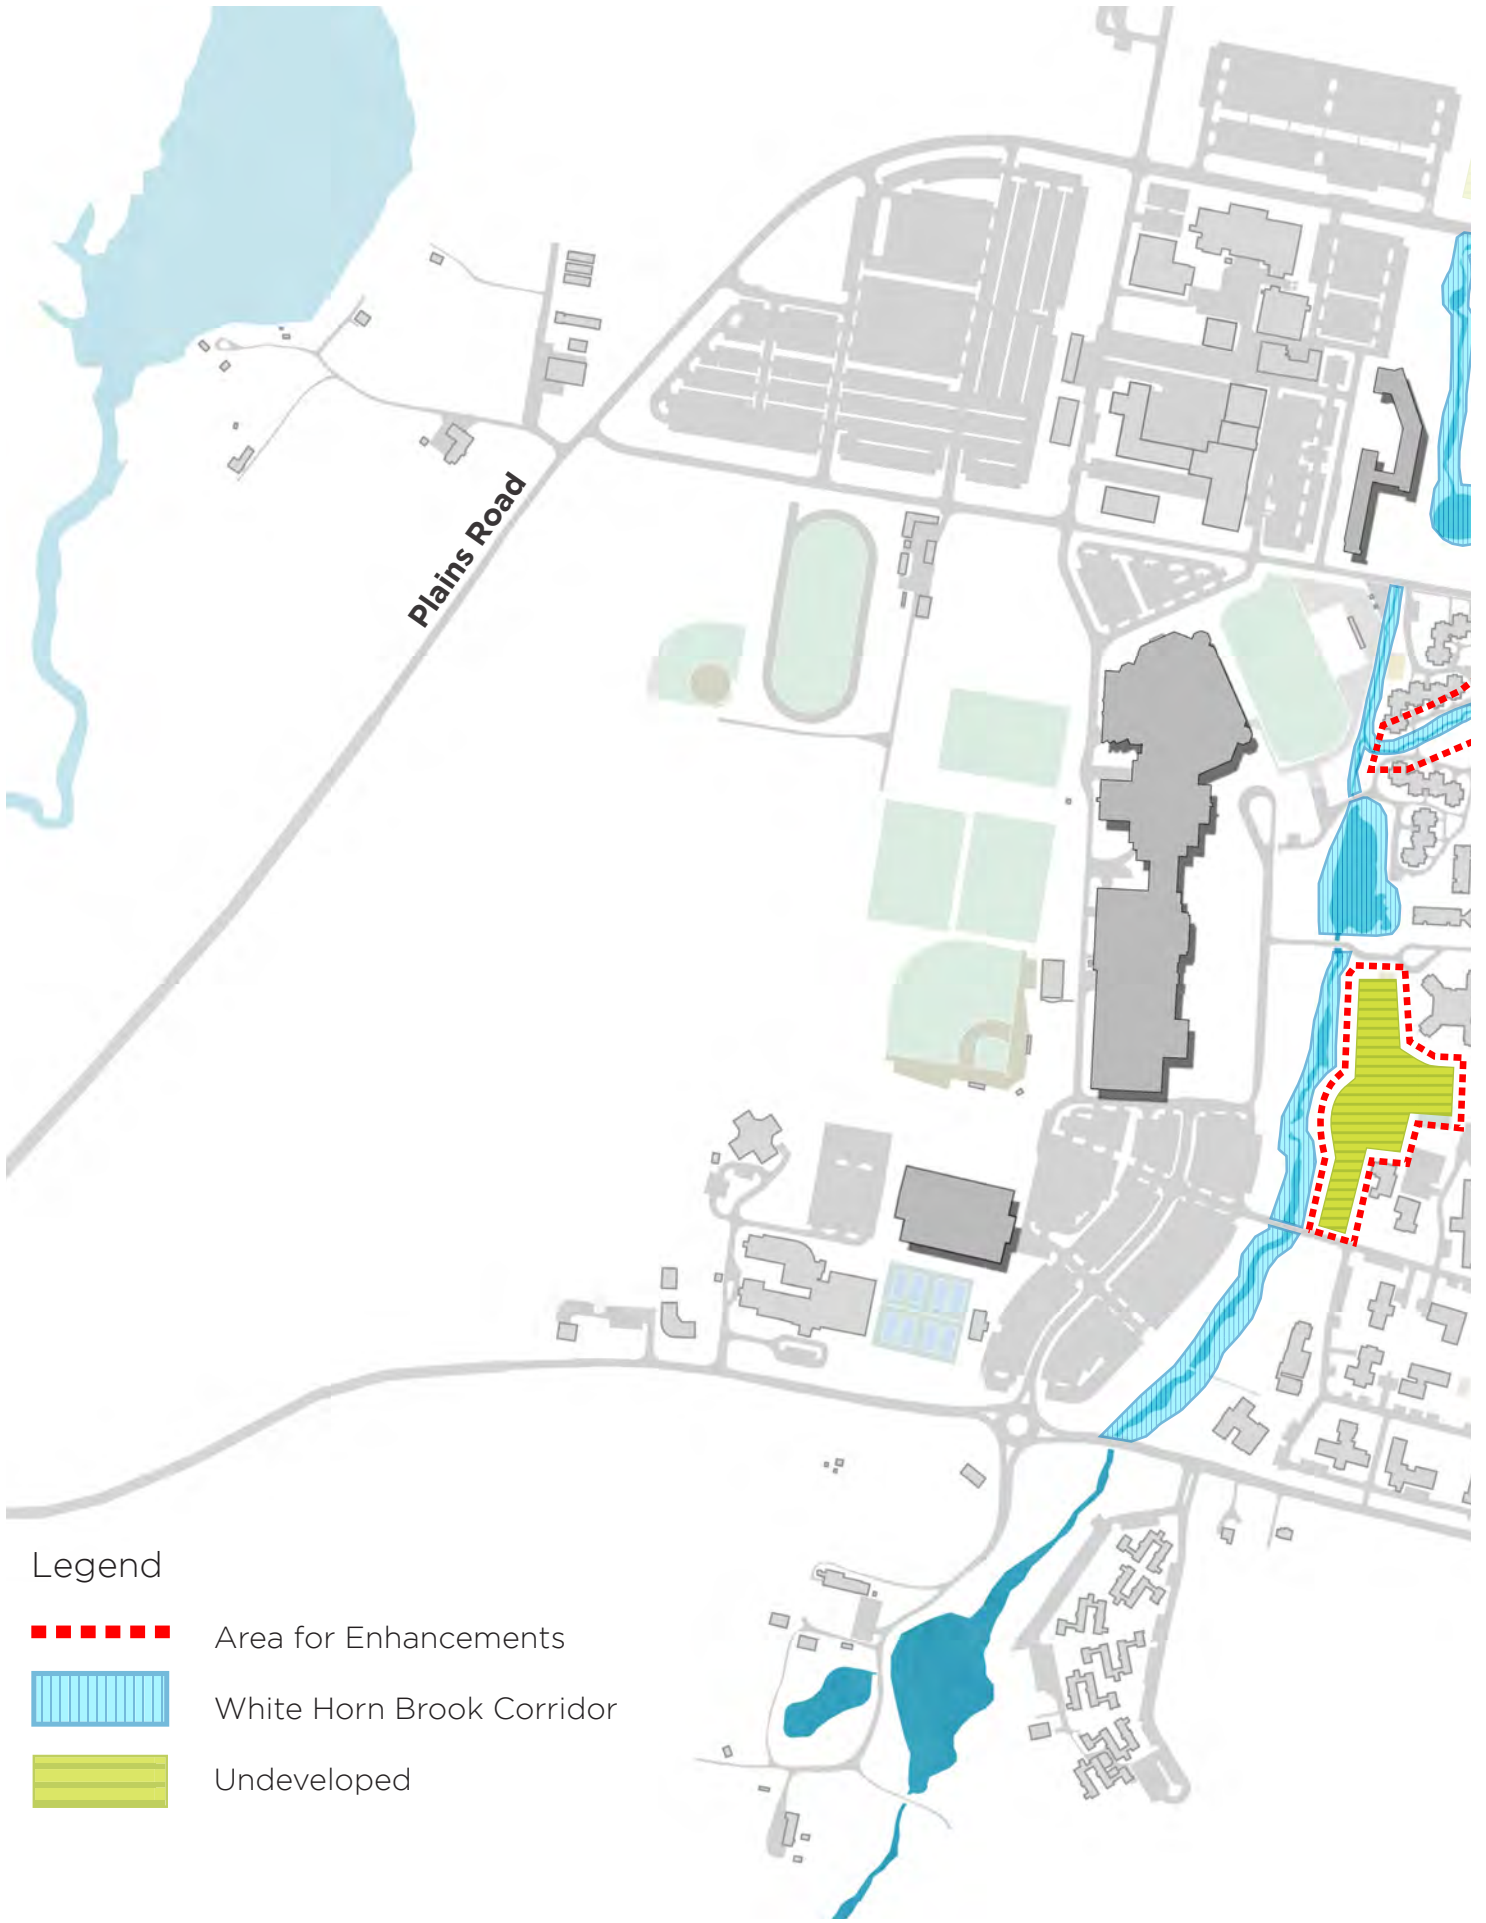 Plains Road
Legend
Area for Enhancements
White Horn Brook Corridor
Undeveloped